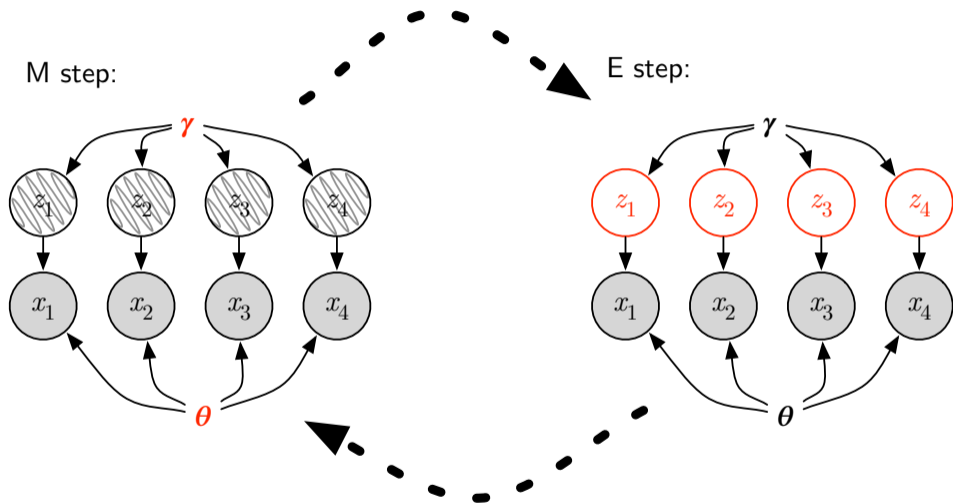 M step:
γ
z₁ z₂ z₃ z₄
x₁ x₂ x₃ x₄
θ
E step:
γ
z₁ z₂ z₃ z₄
x₁ x₂ x₃ x₄
θ